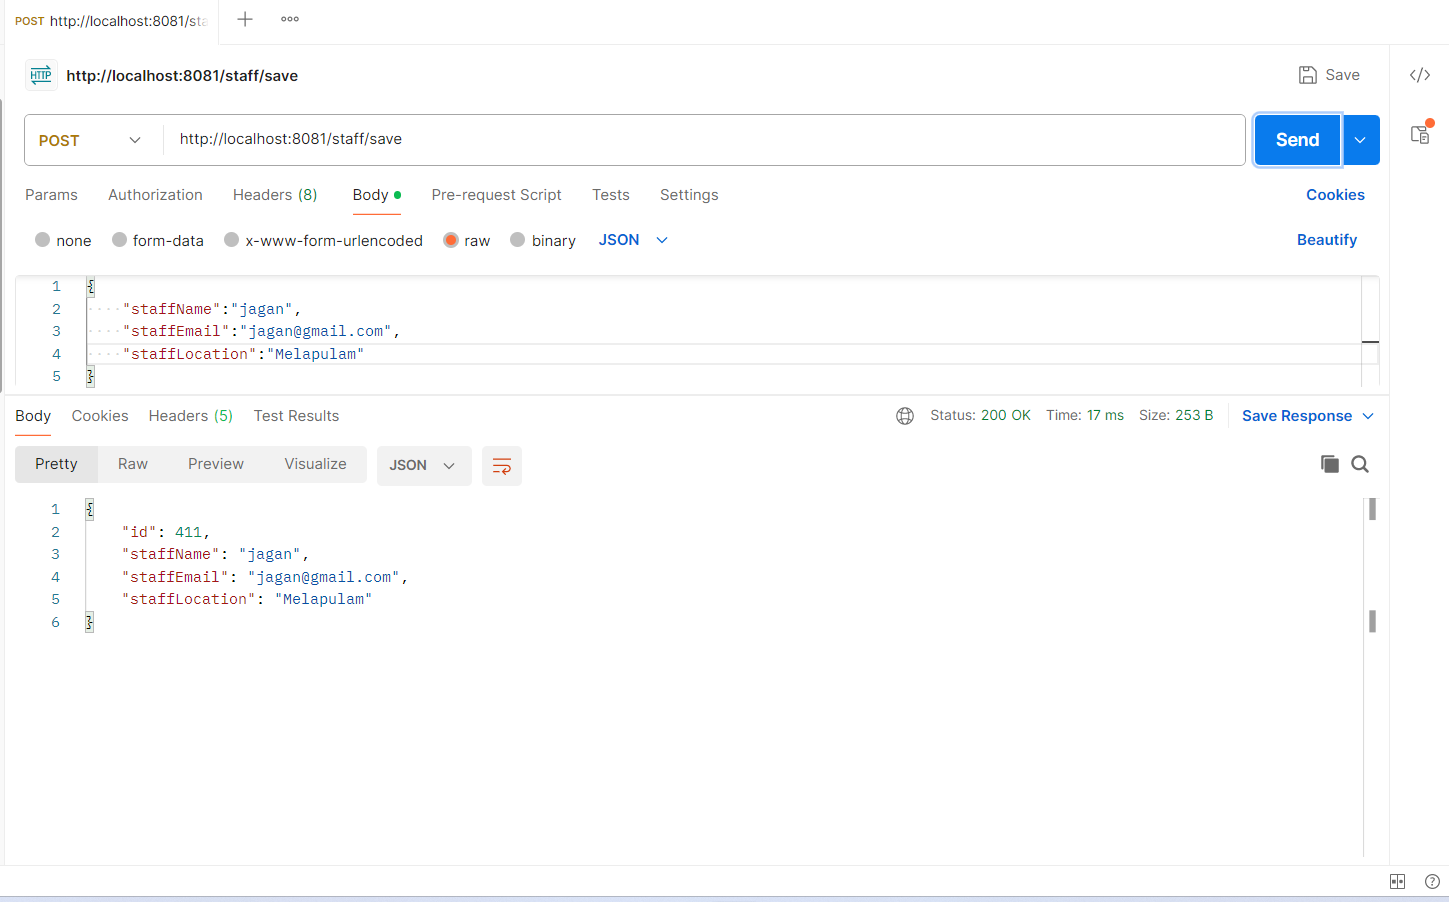 POST http://localhost:8081/sta
HTTP http://localhost:8081/staff/save Save
POST http://localhost:8081/staff/save Send
Params Authorization Headers (8) Body Pre-request Script Tests Settings Cookies
none form-data x-www-form-urlencoded raw binary JSON Beautify
1 {
2 "staffName":"jagan",
3 "staffEmail":"jagan@gmail.com",
4 "staffLocation":"Melapulam"
5 }
Body Cookies Headers (5) Test Results Status: 200 OK Time: 17 ms Size: 253 B Save Response
Pretty Raw Preview Visualize JSON
1 {
2 "id": 411,
3 "staffName": "jagan",
4 "staffEmail": "jagan@gmail.com",
5 "staffLocation": "Melapulam"
6 }